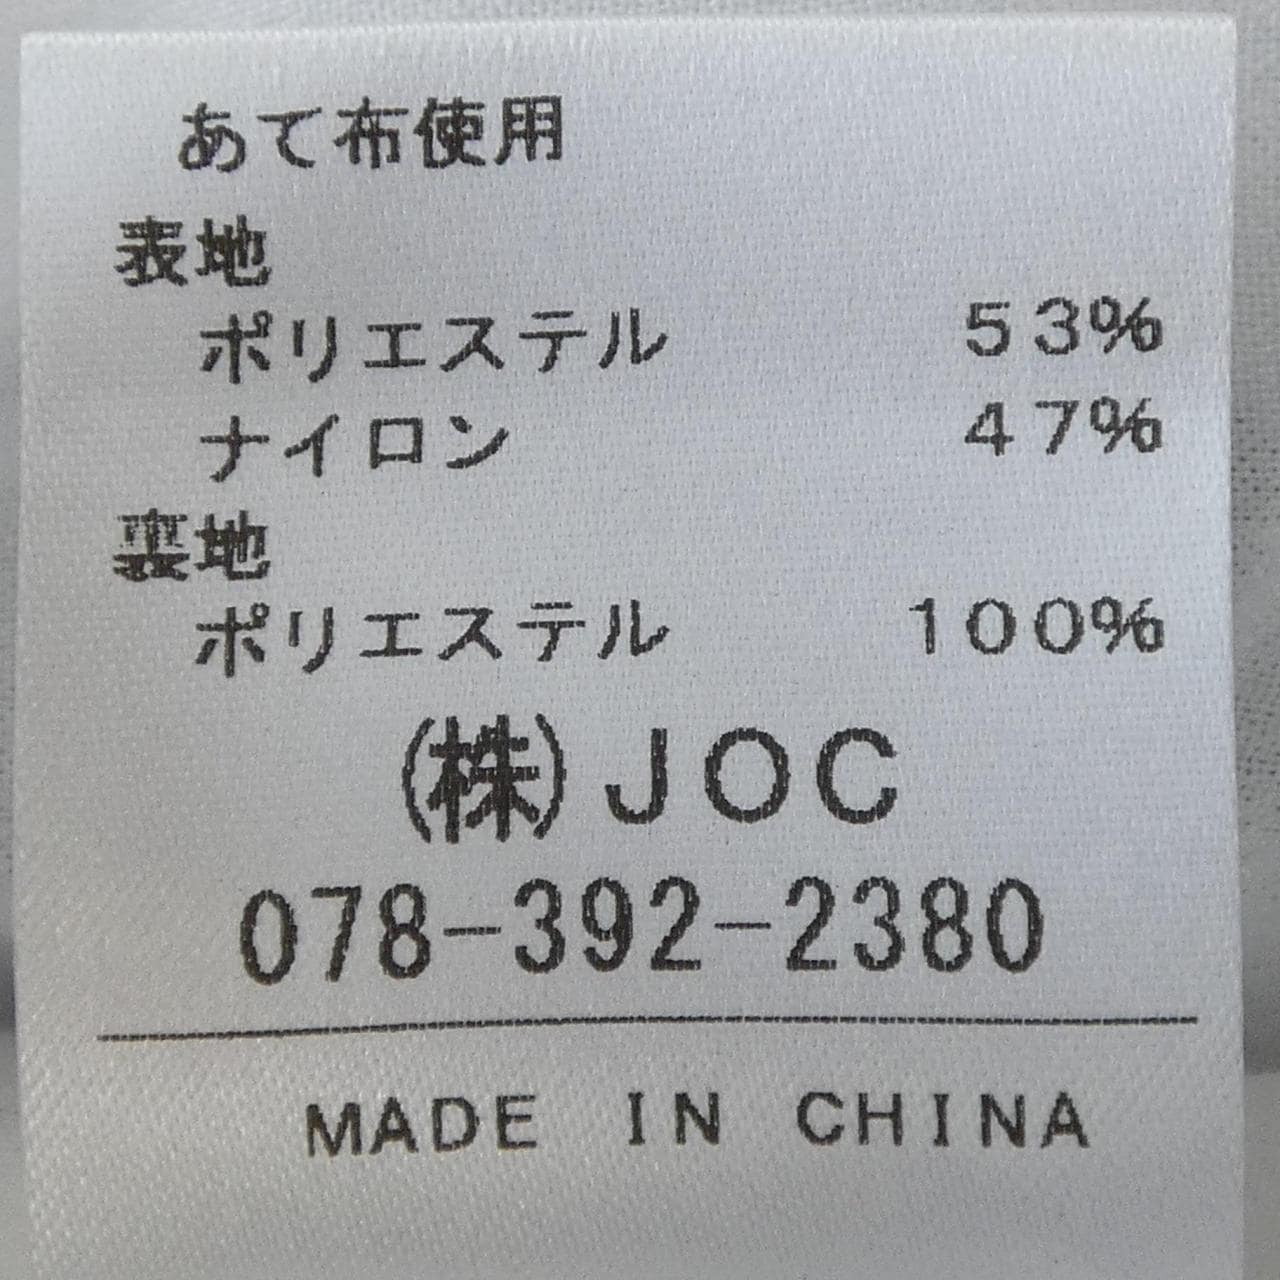 あて布使用
表地
ポリエステル 53%
ナイロン 47%
裏地
ポリエステル 100%
(株)JOC
078-392-2380
MADE IN CHINA